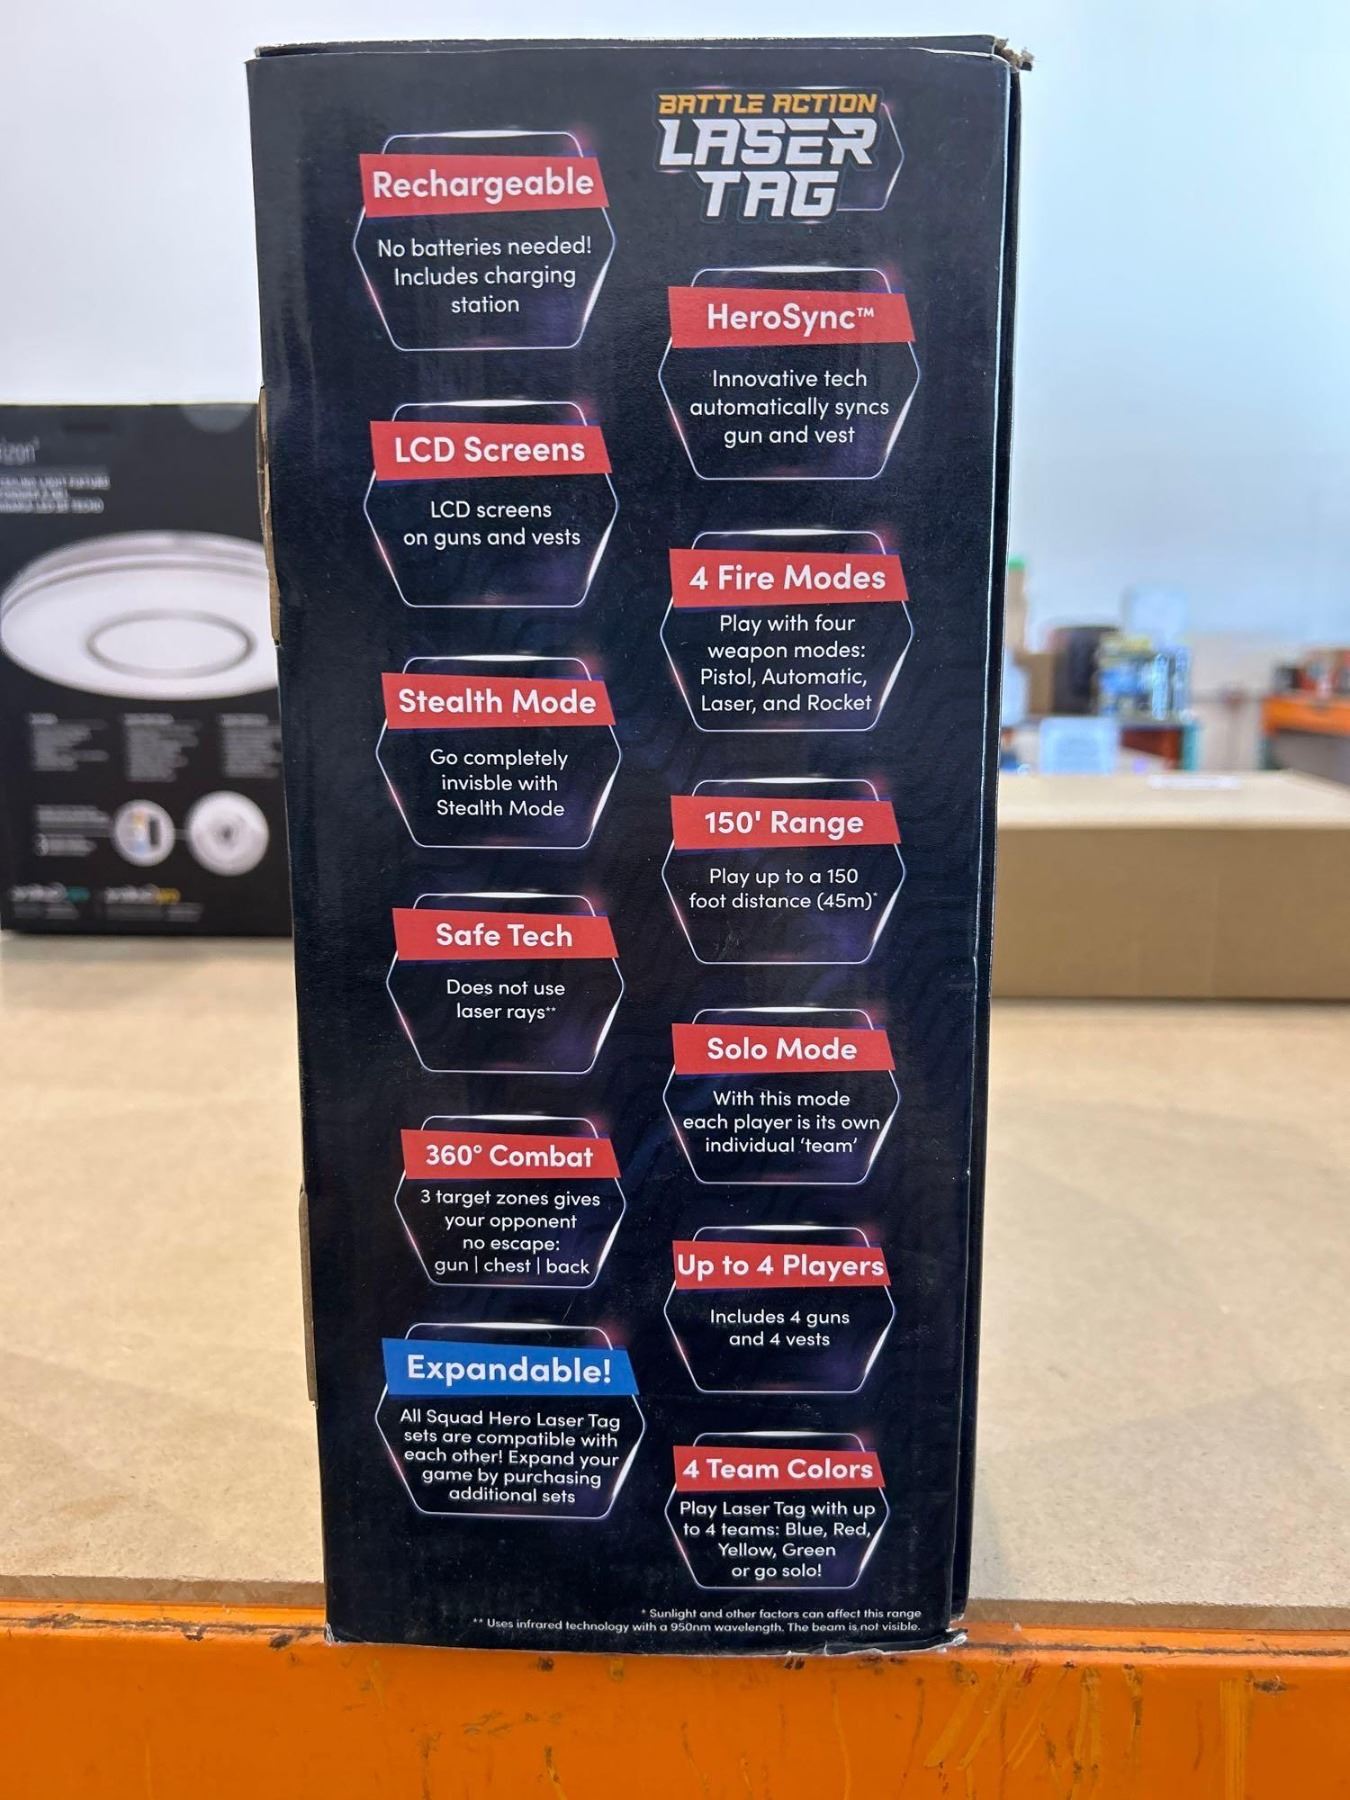 BATTLE ACTION
LASER
TAG
Rechargeable
No batteries needed!
Includes charging
station
HeroSync™
Innovative tech
automatically syncs
gun and vest
LCD Screens
LCD screens
on guns and vests
4 Fire Modes
Play with four
weapon modes:
Pistol, Automatic,
Laser, and Rocket
Stealth Mode
Go completely
invisble with
Stealth Mode
150' Range
Play up to a 150
foot distance (45m)*
Safe Tech
Does not use
laser rays**
Solo Mode
With this mode
each player is its own
individual 'team'
360° Combat
3 target zones gives
your opponent
no escape:
gun | chest | back
Up to 4 Players
Includes 4 guns
and 4 vests
Expandable!
All Squad Hero Laser Tag
sets are compatible with
each other! Expand your
game by purchasing
additional sets
4 Team Colors
Play Laser Tag with up
to 4 teams: Blue, Red,
Yellow, Green
or go solo!
* Sunlight and other factors can affect this range
** Uses infrared technology with a 950nm wavelength. The beam is not visible.